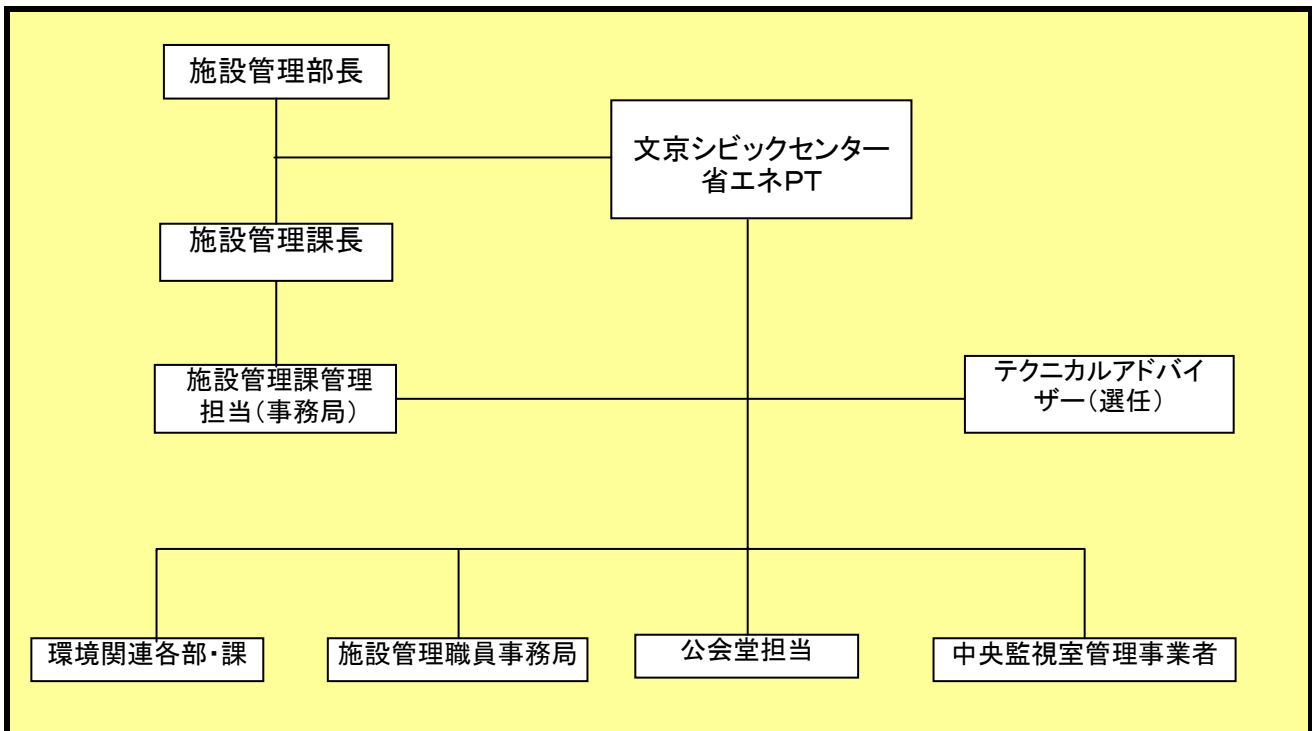 施設管理部長
文京シビックセンター
省エネPT
施設管理課長
施設管理課管理
担当(事務局)
テクニカルアドバイ
ザー(選任)
環境関連各部・課
施設管理職員事務局
公会堂担当
中央監視室管理事業者